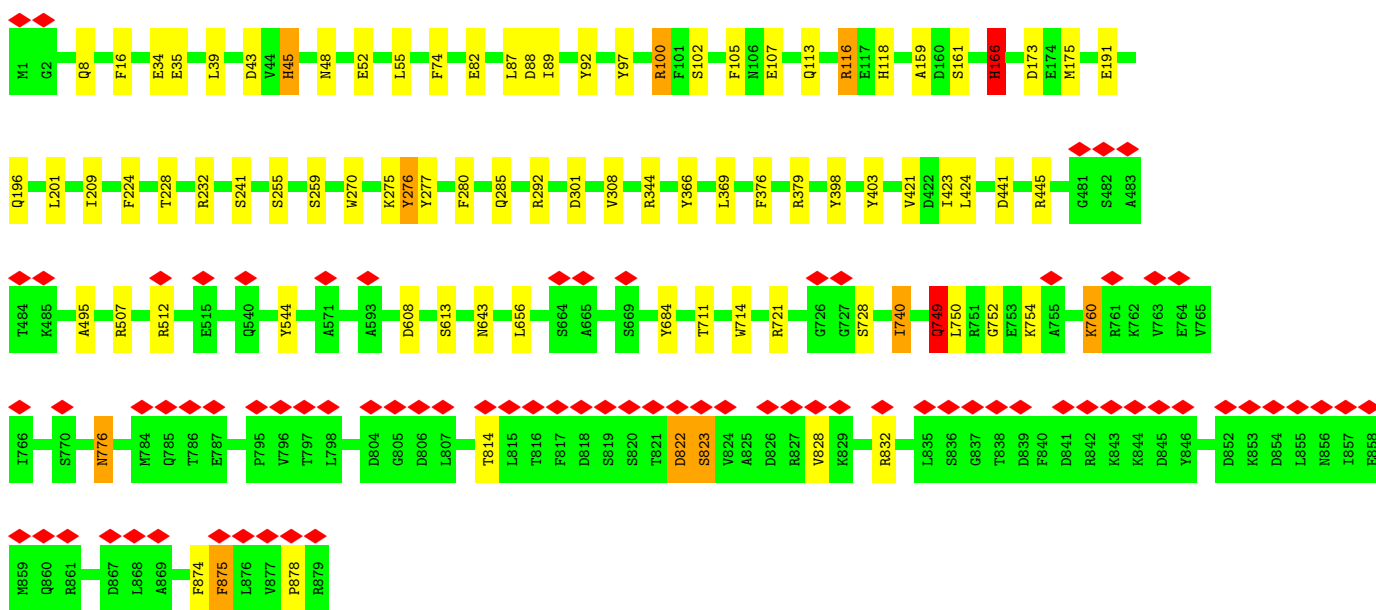 M1 G2 Q8 F16 E34 E35 L39 D43 V44 H45 N48 E52 L55 F74 E82 L87 D88 I89 Y92 Y97 R100 F101 S102 F105 N106 E107 Q113 R116 E117 H118 A159 D160 S161 H166 D173 E174 M175 E191
Q196 L201 I209 F224 T228 R232 S241 S255 S259 W270 K275 Y276 Y277 F280 Q285 R292 D301 V308 R344 Y366 L369 F376 R379 Y398 Y403 V421 D422 I423 L424 D441 R445 G481 S482 A483
T484 K485 A495 R507 R512 E515 Q540 Y544 A571 A593 D608 S613 N643 L656 S664 A665 S669 Y684 T711 W714 R721 G726 G727 S728 I740 Q749 L750 R751 G752 E753 K754 A755 K760 R761 K762 V763 E764 V765
I766 S770 N776 M784 Q785 T786 E787 P795 V796 T797 L798 D804 G805 D806 L807 T814 L815 T816 F817 D818 S819 S820 T821 D822 S823 V824 A825 D826 R827 V828 K829 R832 L835 S836 G837 T838 D839 F840 D841 R842 K843 K844 D845 Y846 D852 K853 D854 L855 N856 I857 E858
M859 Q860 R861 D867 L868 A869 F874 F875 L876 V877 P878 R879